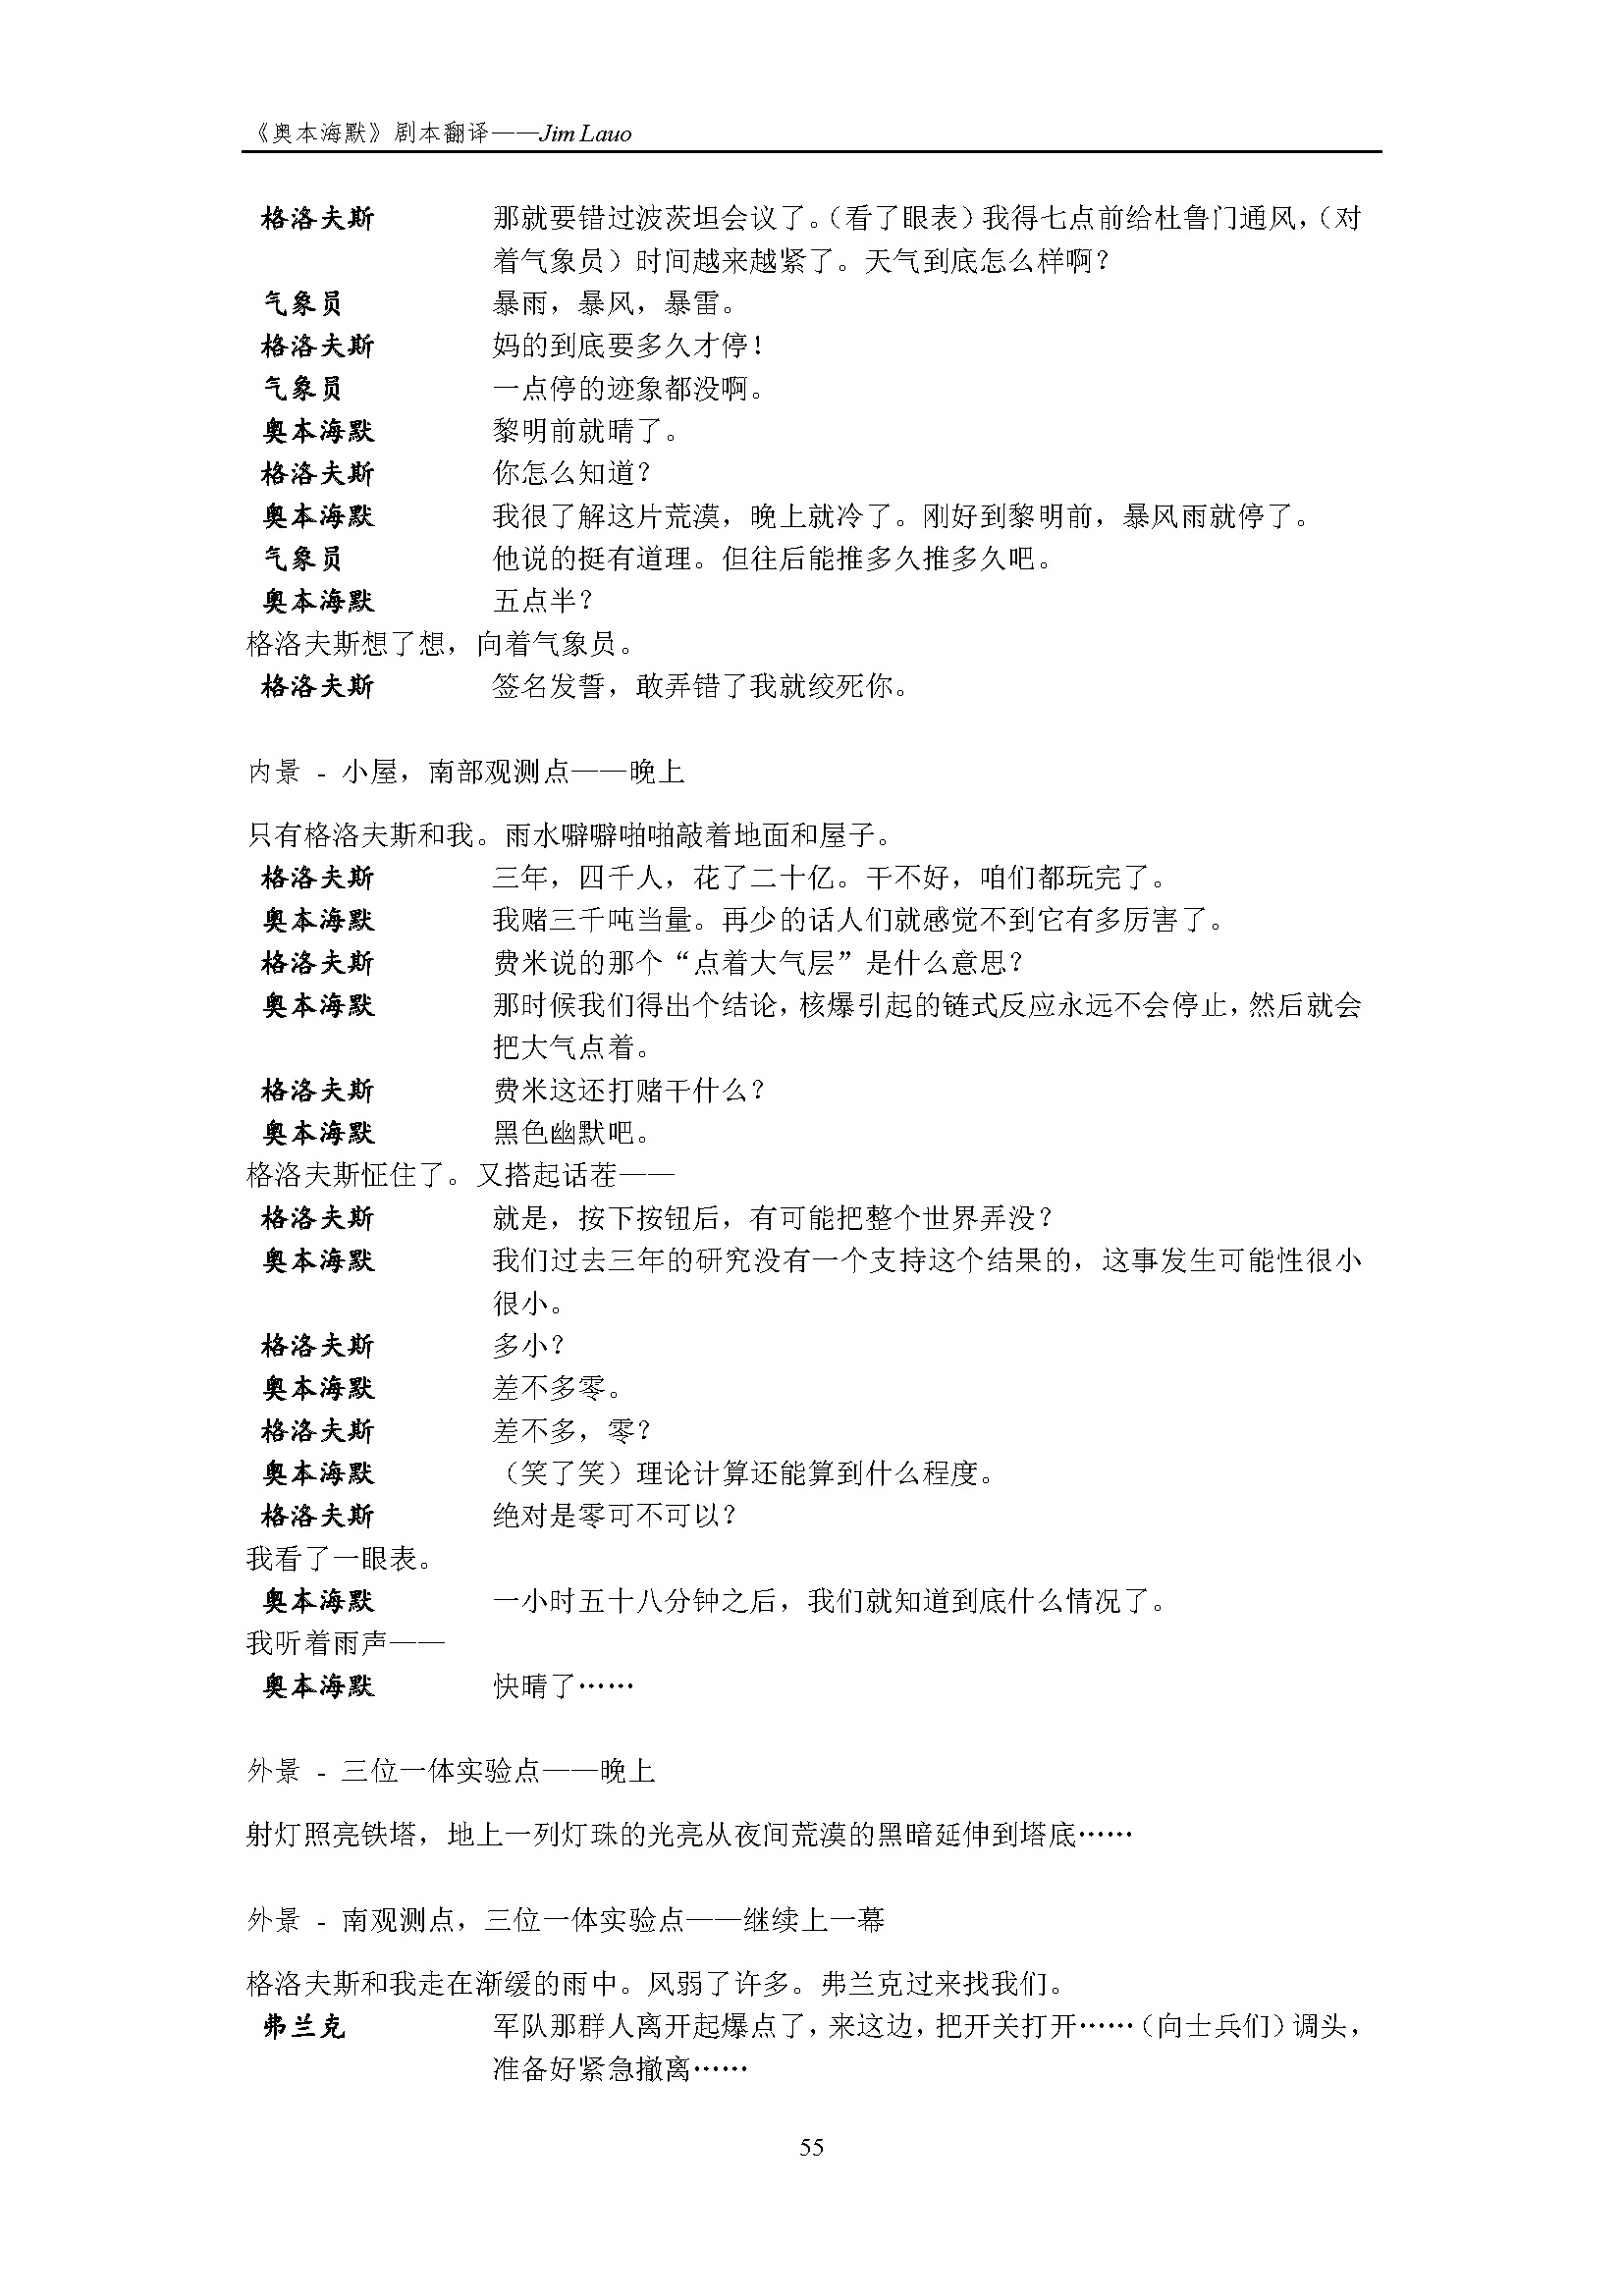 《奥本海默》剧本翻译——Jim Lauo
格洛夫斯 那就要错过波茨坦会议了。（看了眼表）我得七点前给杜鲁门通风，（对
着气象员）时间越来越紧了。天气到底怎么样啊？
气象员 暴雨，暴风，暴雷。
格洛夫斯 妈的到底要多久才停！
气象员 一点停的迹象都没啊。
奥本海默 黎明前就晴了。
格洛夫斯 你怎么知道？
奥本海默 我很了解这片荒漠，晚上就冷了。刚好到黎明前，暴风雨就停了。
气象员 他说的挺有道理。但往后能推多久推多久吧。
奥本海默 五点半？
格洛夫斯想了想，向着气象员。
格洛夫斯 签名发誓，敢弄错了我就绞死你。
内景 - 小屋，南部观测点——晚上
只有格洛夫斯和我。雨水噼噼啪啪敲着地面和屋子。
格洛夫斯 三年，四千人，花了二十亿。干不好，咱们都玩完了。
奥本海默 我赌三千吨当量。再少的话人们就感觉不到它有多厉害了。
格洛夫斯 费米说的那个“点着大气层”是什么意思？
奥本海默 那时候我们得出个结论，核爆引起的链式反应永远不会停止，然后就会
把大气点着。
格洛夫斯 费米这还打赌干什么？
奥本海默 黑色幽默吧。
格洛夫斯怔住了。又搭起话茬——
格洛夫斯 就是，按下按钮后，有可能把整个世界弄没？
奥本海默 我们过去三年的研究没有一个支持这个结果的，这事发生可能性很小
很小。
格洛夫斯 多小？
奥本海默 差不多零。
格洛夫斯 差不多，零？
奥本海默 （笑了笑）理论计算还能算到什么程度。
格洛夫斯 绝对是零可不可以？
我看了一眼表。
奥本海默 一小时五十八分钟之后，我们就知道到底什么情况了。
我听着雨声——
奥本海默 快晴了……
外景 - 三位一体实验点——晚上
射灯照亮铁塔，地上一列灯珠的光亮从夜间荒漠的黑暗延伸到塔底……
外景 - 南观测点，三位一体实验点——继续上一幕
格洛夫斯和我走在渐缓的雨中。风弱了许多。弗兰克过来找我们。
弗兰克 军队那群人离开起爆点了，来这边，把开关打开……（向士兵们）调头，
准备好紧急撤离……
55